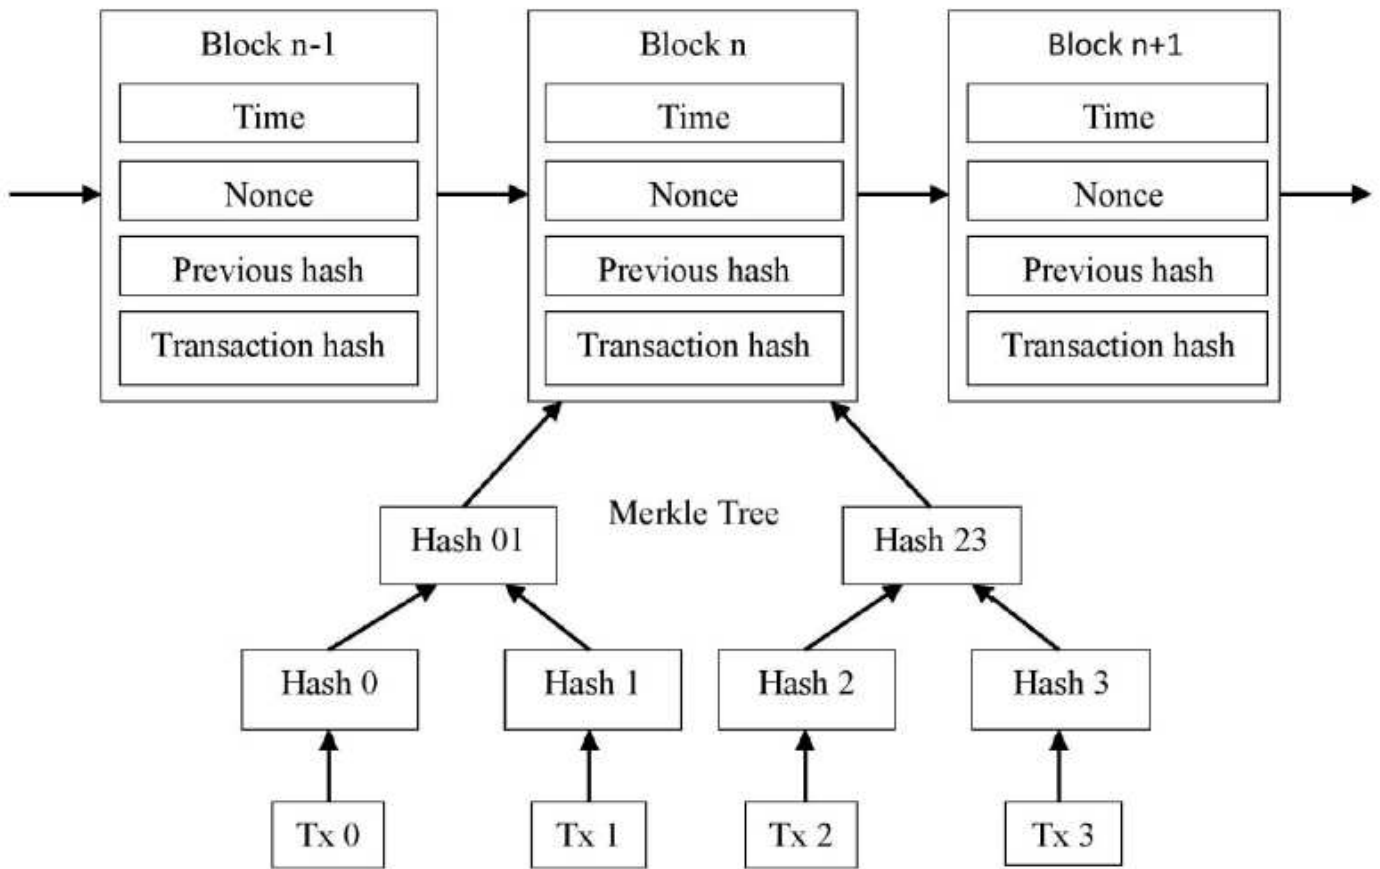 Block n-1
Time
Nonce
Previous hash
Transaction hash
Block n
Time
Nonce
Previous hash
Transaction hash
Block n+1
Time
Nonce
Previous hash
Transaction hash
Merkle Tree
Hash 01
Hash 23
Hash 0
Hash 1
Hash 2
Hash 3
Tx 0
Tx 1
Tx 2
Tx 3